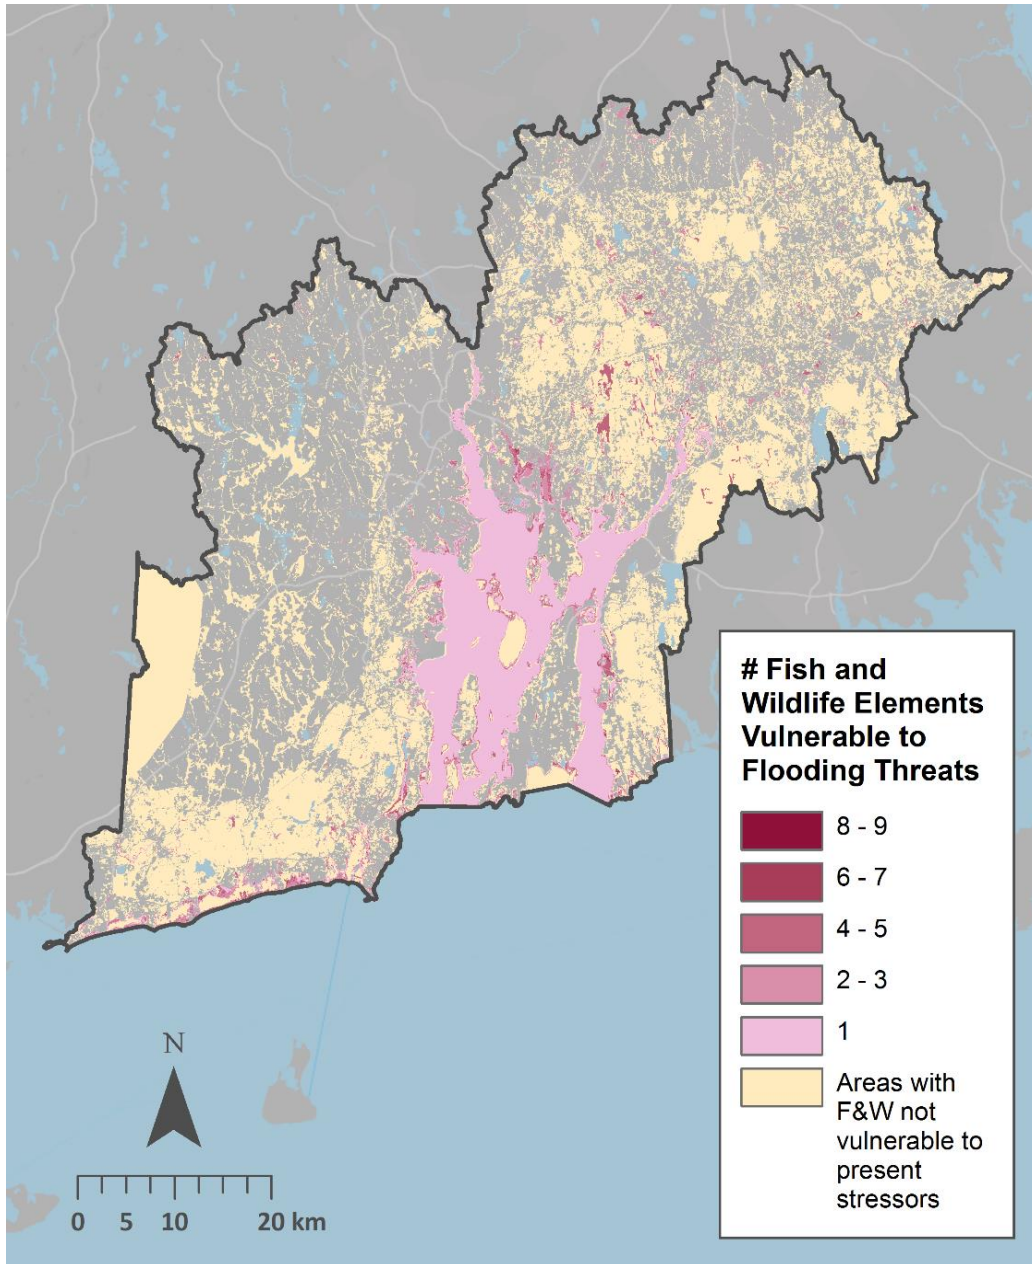 # Fish and
Wildlife Elements
Vulnerable to
Flooding Threats
8 - 9
6 - 7
4 - 5
2 - 3
1
Areas with
F&W not
vulnerable to
present
stressors
N
0 5 10 20 km